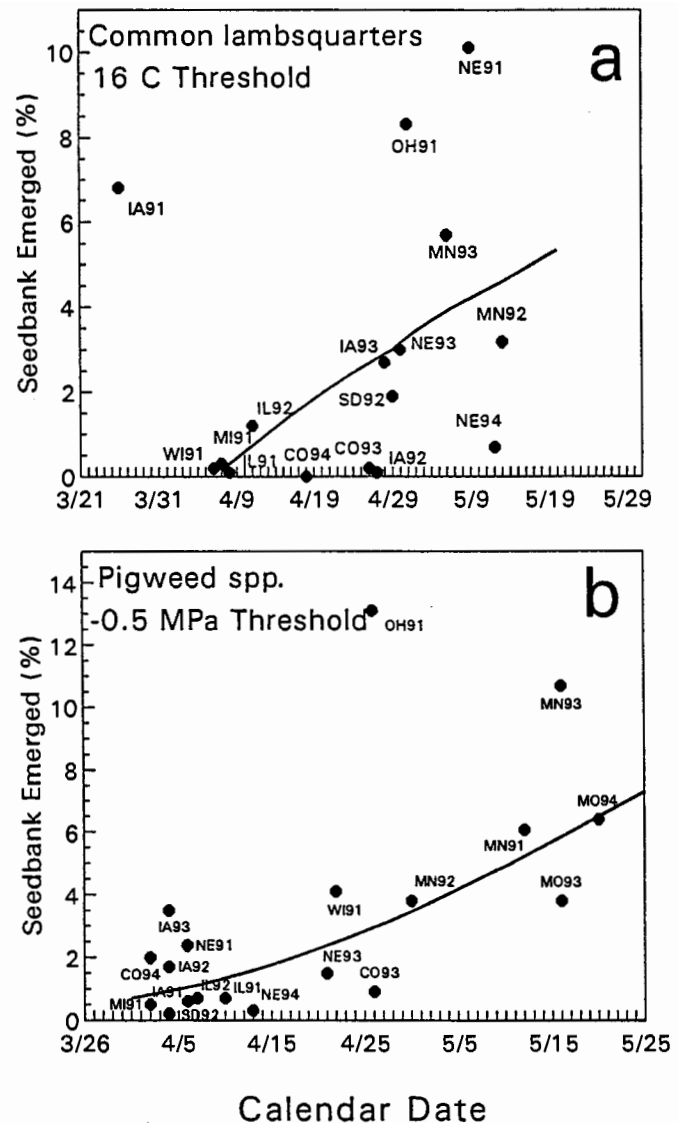 Common lambsquarters
16 C Threshold
a
Seedbank Emerged (%)
10
8
6
4
2
0
NE91
OH91
IA91
MN93
MN92
IA93
NE93
SD92
NE94
IL92
MI91
WI91
IL91
CO94
CO93
IA92
3/21 3/31 4/9 4/19 4/29 5/9 5/19 5/29
Pigweed spp.
-0.5 MPa Threshold
b
Seedbank Emerged (%)
14
12
10
8
6
4
2
0
OH91
MN93
MO94
MN91
MO93
MN92
WI91
IA93
NE91
NE93
CO93
CO94
IA92
IA91
IL92
IL91
NE94
MI91
SD92
3/26 4/5 4/15 4/25 5/5 5/15 5/25
Calendar Date